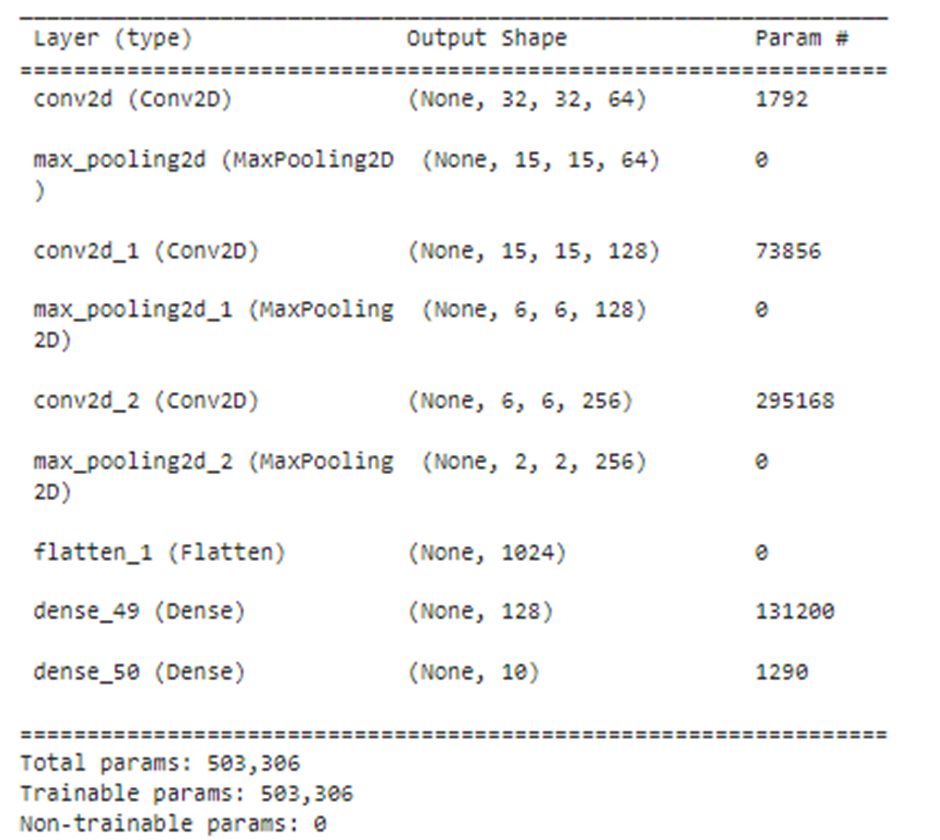 Layer (type) Output Shape Param #
=================================================================
conv2d (Conv2D) (None, 32, 32, 64) 1792
max_pooling2d (MaxPooling2D (None, 15, 15, 64) 0
)
conv2d_1 (Conv2D) (None, 15, 15, 128) 73856
max_pooling2d_1 (MaxPooling (None, 6, 6, 128) 0
2D)
conv2d_2 (Conv2D) (None, 6, 6, 256) 295168
max_pooling2d_2 (MaxPooling (None, 2, 2, 256) 0
2D)
flatten_1 (Flatten) (None, 1024) 0
dense_49 (Dense) (None, 128) 131200
dense_50 (Dense) (None, 10) 1290
=================================================================
Total params: 503,306
Trainable params: 503,306
Non-trainable params: 0